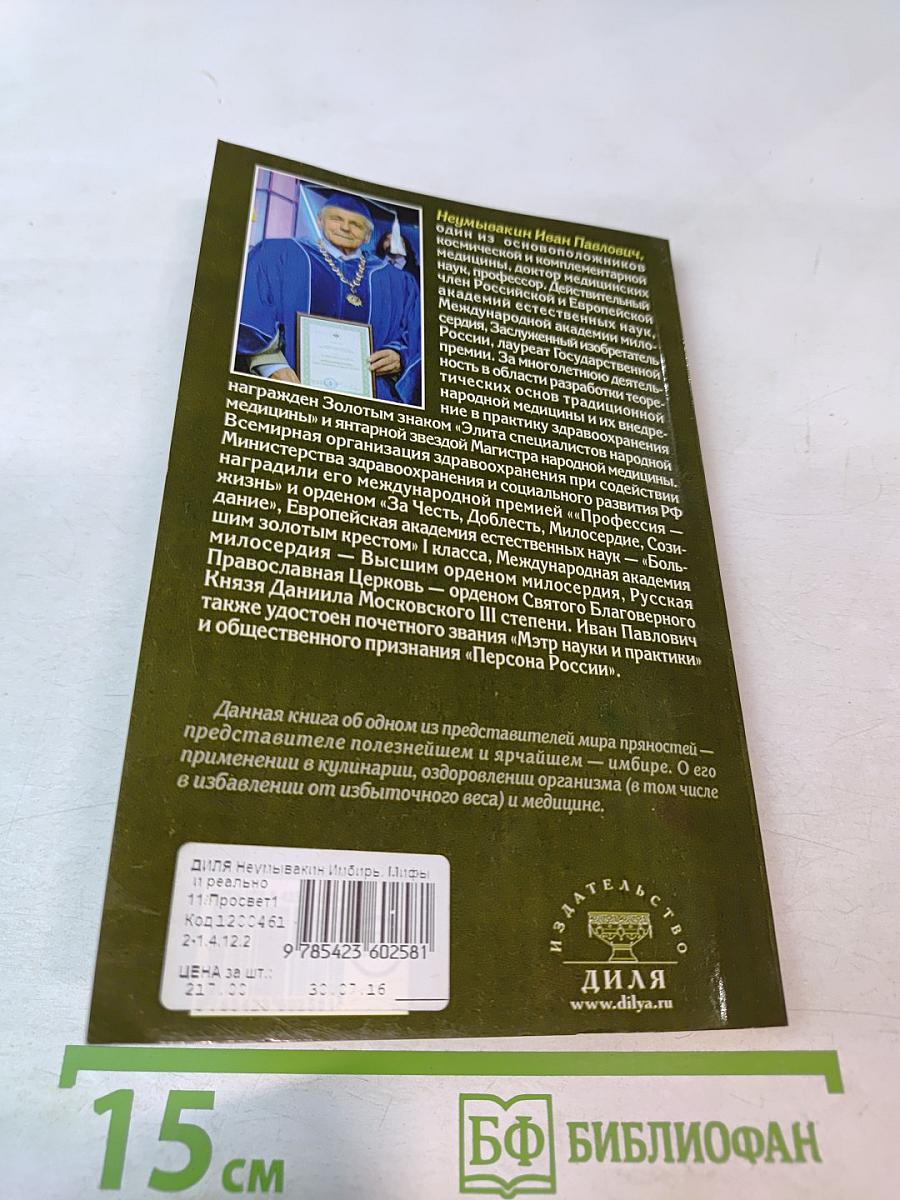 Неумывакин Иван Павлович,
один из основоположников
космической и комплементарной
медицины, доктор медицинских
наук, профессор. Действительный
член Российской и Европейской
академий естественных наук,
Международной академии мило-
сердия, Заслуженный изобретатель
России, лауреат Государственной
премии. За многолетнюю деятель-
ность в области разработки теоре-
тических основ традиционной
народной медицины и их внедре-
ние в практику здравоохранения
награжден Золотым знаком «Элита специалистов народной
медицины» и янтарной звездой Магистра народной медицины.
Всемирная организация здравоохранения при содействии
Министерства здравоохранения и социального развития РФ
наградили его международной премией ««Профессия —
жизнь» и орденом «За Честь, Доблесть, Милосердие, Сози-
дание», Европейская академия естественных наук — «Боль-
шим золотым крестом» I класса, Международная академия
милосердия — Высшим орденом милосердия, Русская
Православная Церковь — орденом Святого Благоверного
Князя Даниила Московского III степени. Иван Павлович
также удостоен почетного звания «Мэтр науки и практики»
и общественного признания «Персона России».
Данная книга об одном из представителей мира пряностей —
представителе полезнейшем и ярчайшем — имбире. О его
применении в кулинарии, оздоровлении организма (в том числе
в избавлении от избыточного веса) и медицине.
ДИЛЯ Неумывакин Имбирь. Мифы
и реально
11/Просвет1
Код 1200461
2-1.4.12.2
9 785423 602581
ЦЕНА за шт.:
217.00 30.07.16
ИЗДАТЕЛЬСТВО
ДИЛЯ
www.dilya.ru
15 см
БФ БИБЛИОФАН